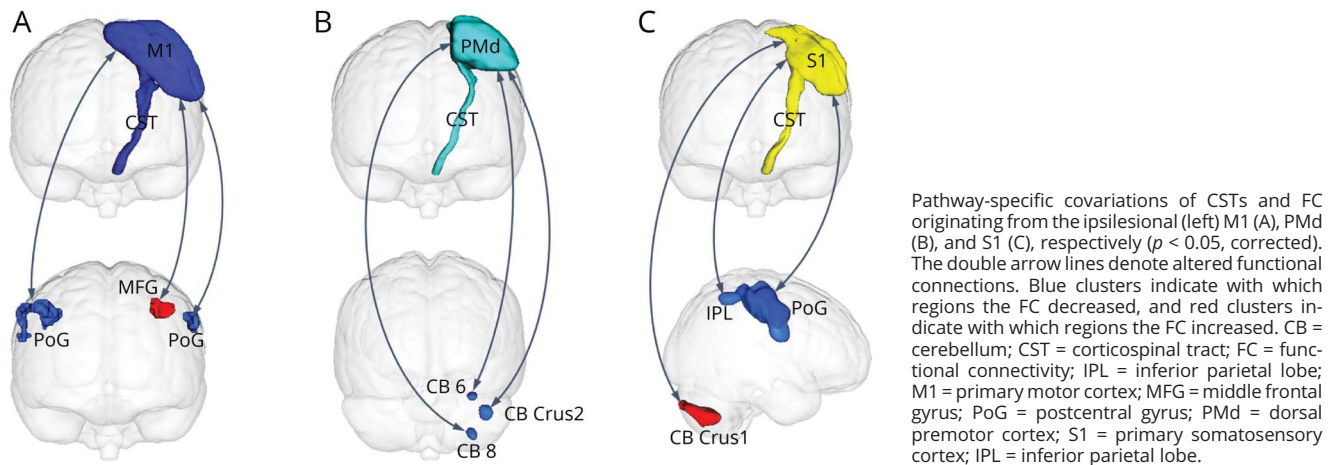 A
M1
CST
MFG
PoG
PoG
B
PMd
CST
CB 6
CB Crus2
CB 8
C
S1
CST
IPL
PoG
CB Crus1
Pathway-specific covariations of CSTs and FC
originating from the ipsilesional (left) M1 (A), PMd
(B), and S1 (C), respectively (p < 0.05, corrected).
The double arrow lines denote altered functional
connections. Blue clusters indicate with which
regions the FC decreased, and red clusters in-
dicate with which regions the FC increased. CB =
cerebellum; CST = corticospinal tract; FC = func-
tional connectivity; IPL = inferior parietal lobe;
M1 = primary motor cortex; MFG = middle frontal
gyrus; PoG = postcentral gyrus; PMd = dorsal
premotor cortex; S1 = primary somatosensory
cortex; IPL = inferior parietal lobe.